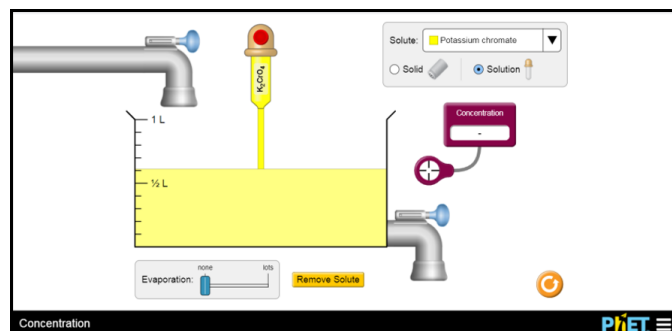 Solute: Potassium chromate
Solid Solution
K₂CrO₄
Concentration
-
1 L
½ L
none lots
Evaporation: Remove Solute
Concentration PhET